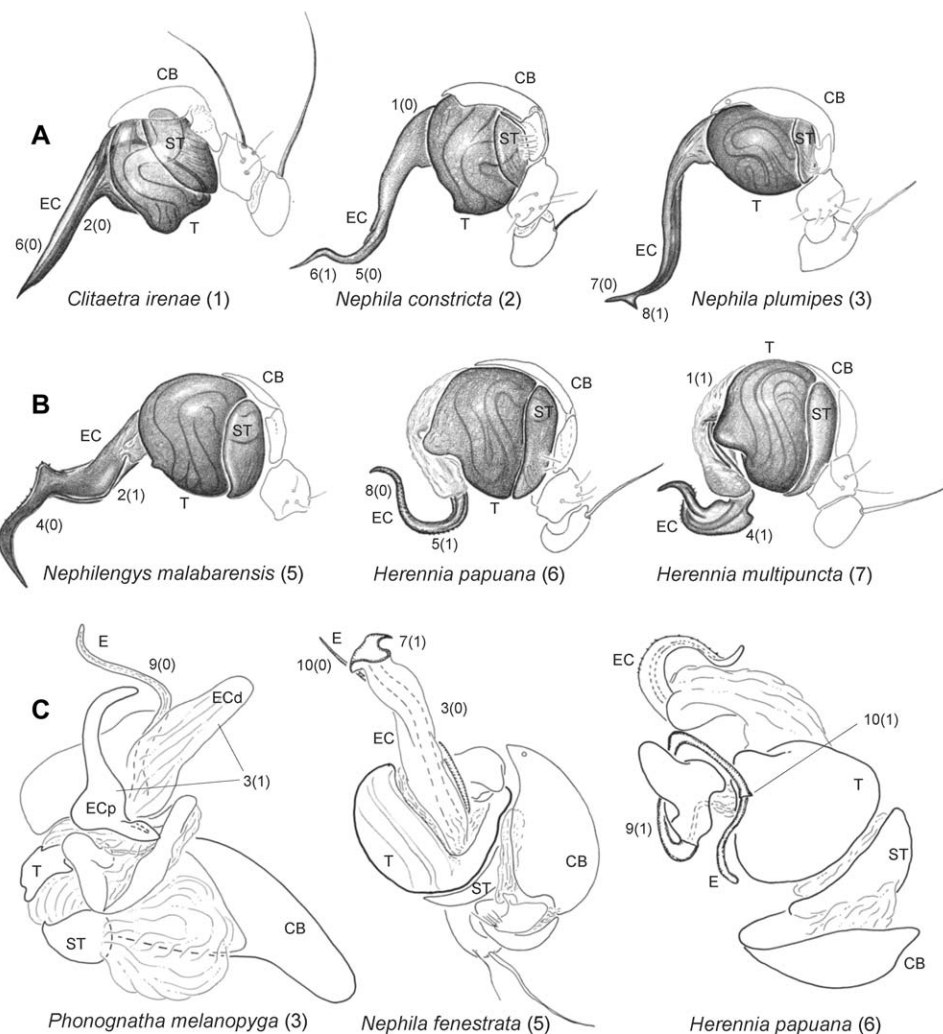 A
CB
ST
EC
2(0)
6(0)
T
Clitaetra irenae (1)
1(0)
CB
ST
EC
T
6(1)
5(0)
Nephila constricta (2)
CB
ST
T
EC
7(0)
8(1)
Nephila plumipes (3)
B
CB
EC
ST
2(1)
T
4(0)
Nephilengys malabarensis (5)
CB
ST
8(0)
EC
T
5(1)
Herennia papuana (6)
T
1(1)
CB
ST
EC
4(1)
Herennia multipuncta (7)
C
E
9(0)
ECd
3(1)
ECp
T
ST
CB
Phonognatha melanopyga (3)
E
7(1)
10(0)
3(0)
EC
T
ST
CB
Nephila fenestrata (5)
EC
10(1)
T
9(1)
E
ST
CB
Herennia papuana (6)